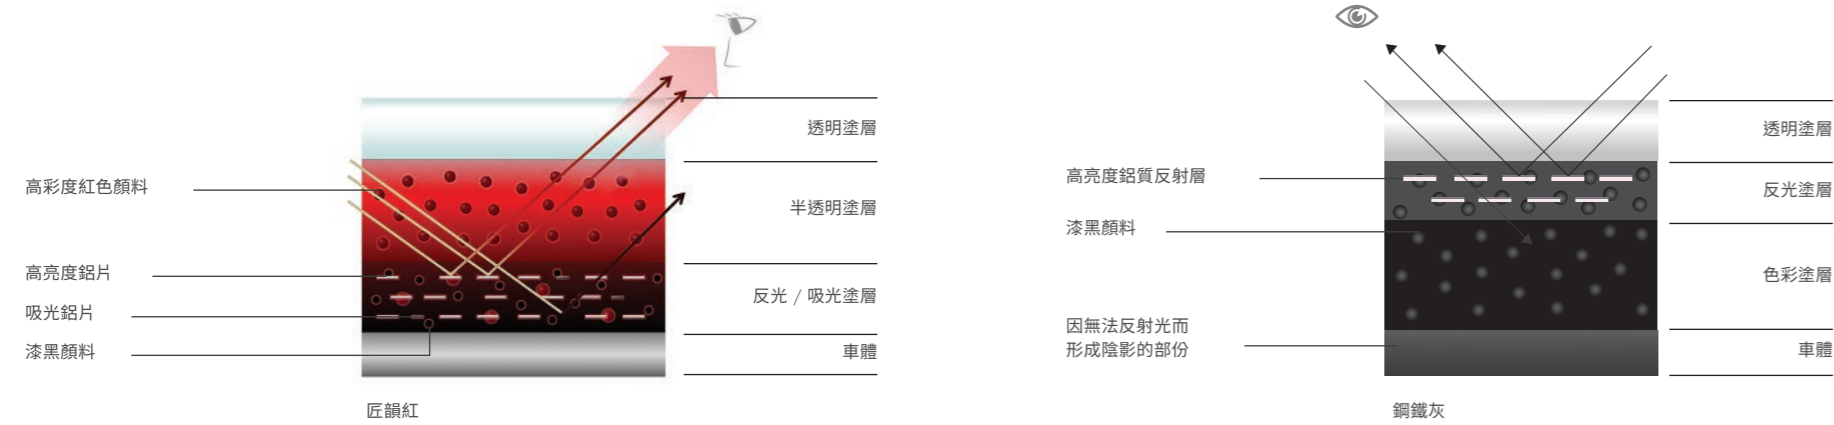 透明塗層
高彩度紅色顏料
半透明塗層
高亮度鋁片
反光 / 吸光塗層
吸光鋁片
漆黑顏料
車體
匠韻紅
透明塗層
高亮度鋁質反射層
反光塗層
漆黑顏料
色彩塗層
因無法反射光而
形成陰影的部份
車體
鋼鐵灰